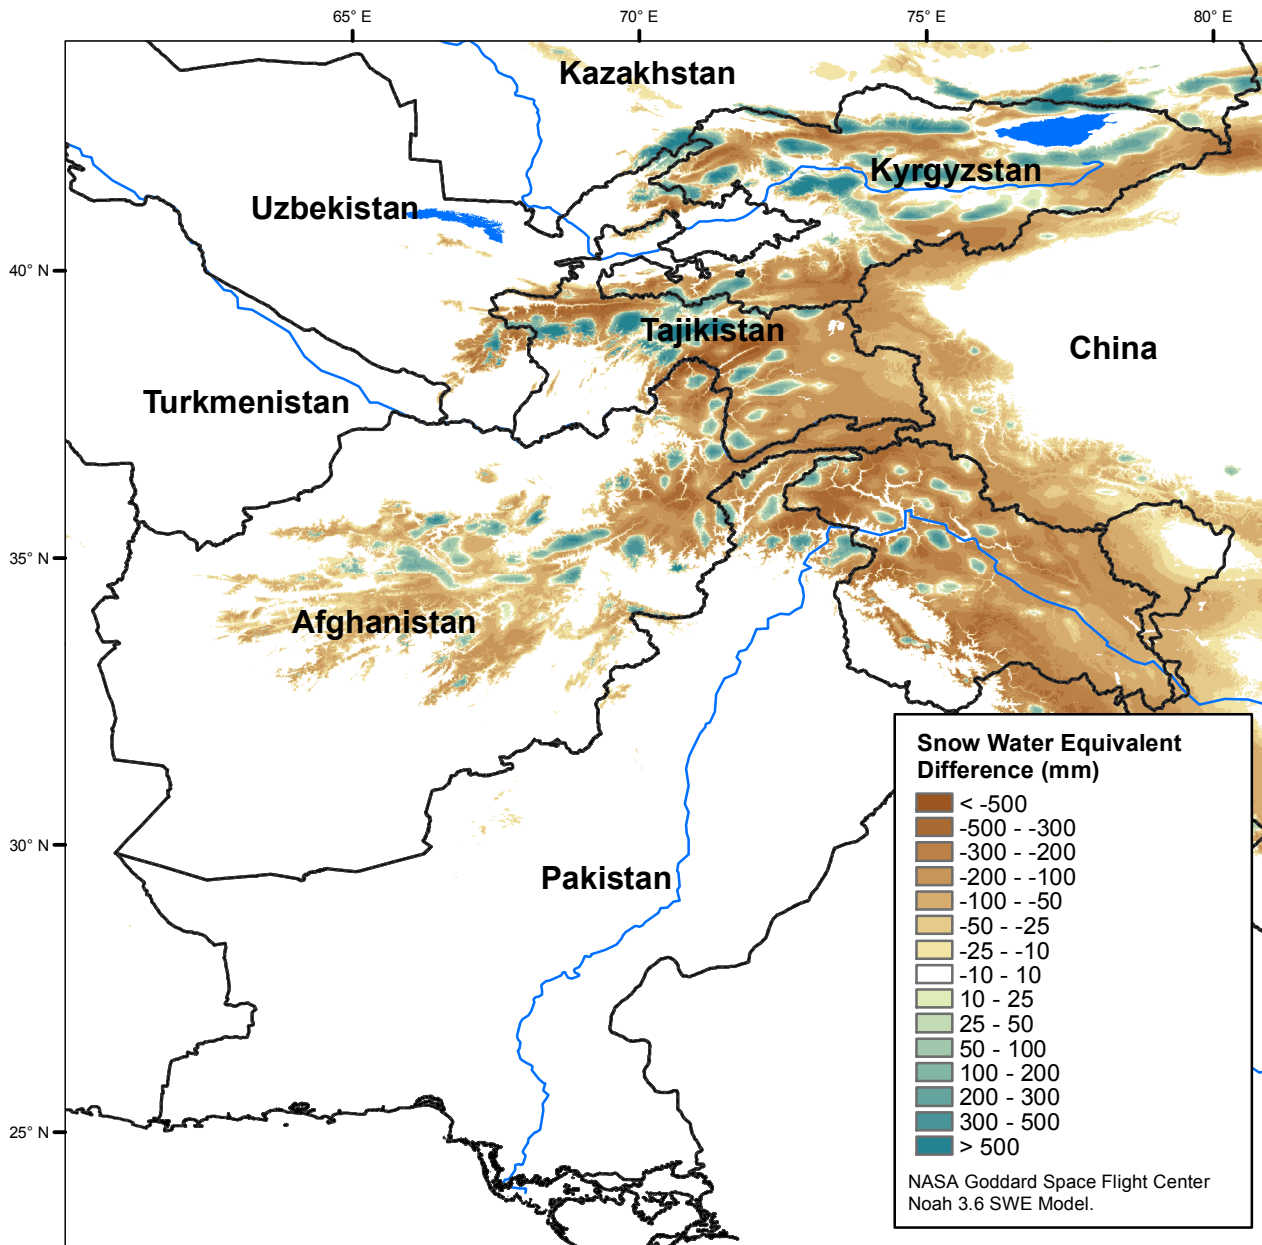 65° E
70° E
75° E
80° E
Kazakhstan
Kyrgyzstan
Uzbekistan
40° N
Tajikistan
China
Turkmenistan
35° N
Afghanistan
30° N
Pakistan
25° N
Snow Water Equivalent
Difference (mm)
< -500
-500 - -300
-300 - -200
-200 - -100
-100 - -50
-50 - -25
-25 - -10
-10 - 10
10 - 25
25 - 50
50 - 100
100 - 200
200 - 300
300 - 500
> 500
NASA Goddard Space Flight Center
Noah 3.6 SWE Model.